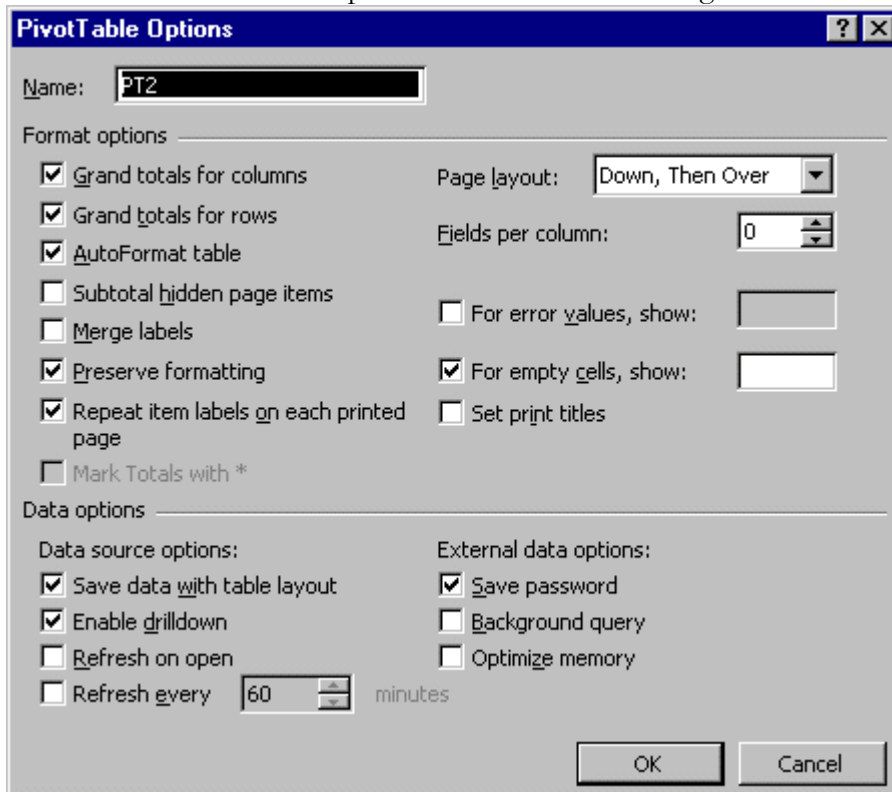 PivotTable Options
Name: PT2
Format options
Grand totals for columns
Page layout: Down, Then Over
Grand totals for rows
Fields per column: 0
AutoFormat table
Subtotal hidden page items
For error values, show:
Merge labels
Preserve formatting
For empty cells, show:
Repeat item labels on each printed
page
Set print titles
Mark Totals with *
Data options
Data source options:
External data options:
Save data with table layout
Save password
Enable drilldown
Background query
Refresh on open
Optimize memory
Refresh every 60 minutes
OK
Cancel